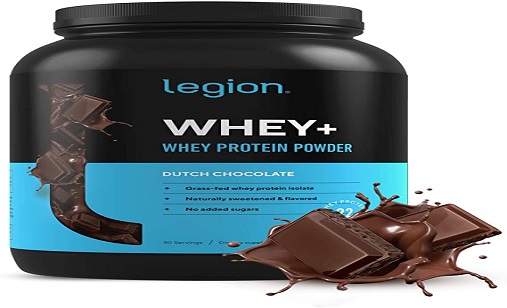 Legion®
WHEY+
WHEY PROTEIN POWDER
DUTCH CHOCOLATE
+ Grass-fed whey protein isolate
+ Naturally sweetened & flavored
+ No added sugars
30 Servings /